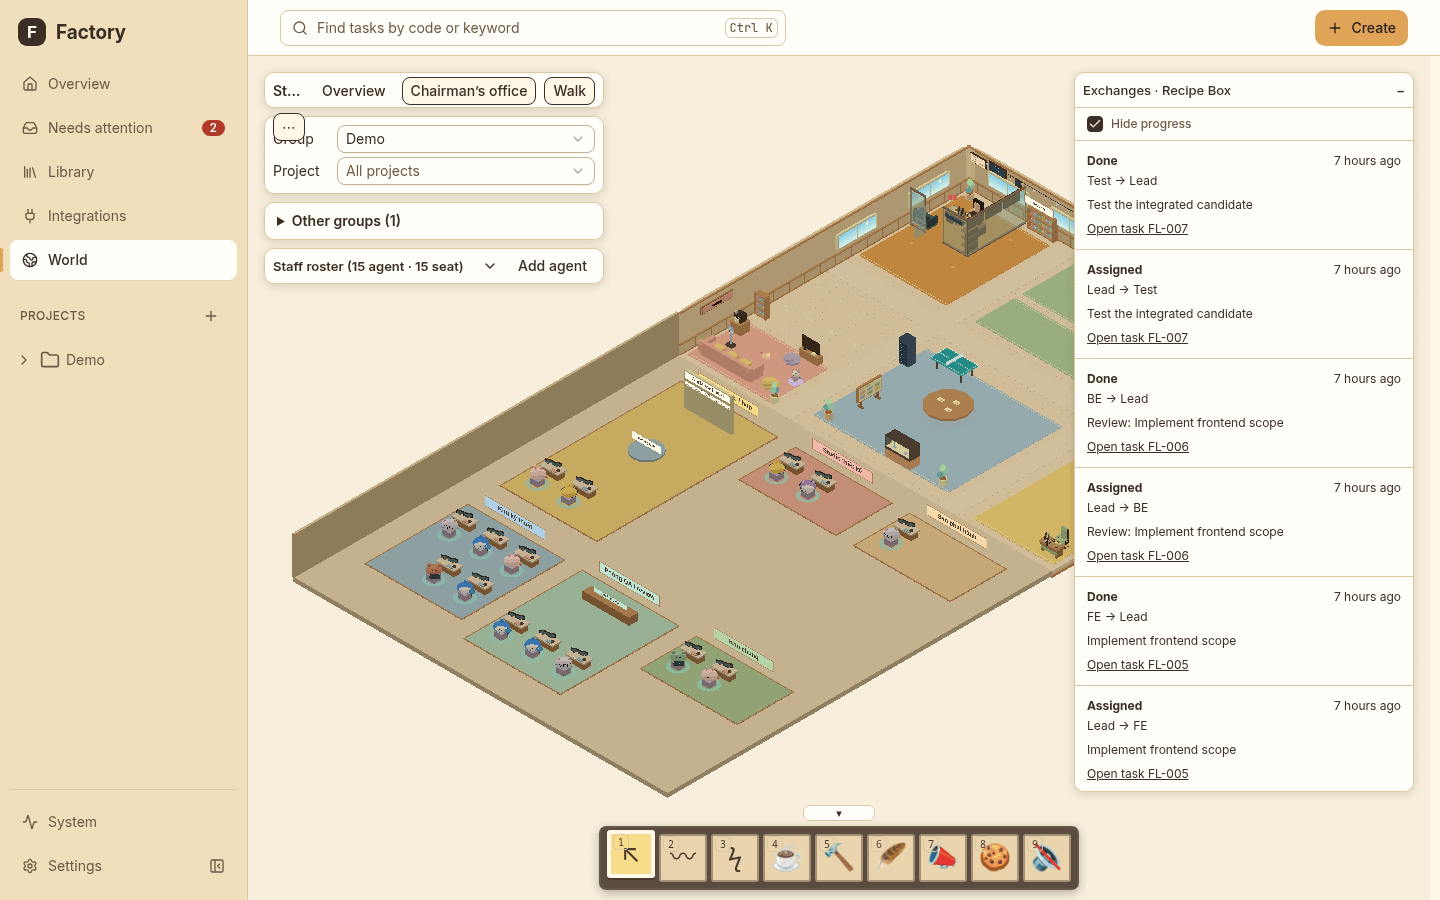 F Factory
Find tasks by code or keyword
Ctrl K
Create
Overview
Needs attention
2
Library
Integrations
World
PROJECTS
Demo
System
Settings
St...
Overview
Chairman's office
Walk
...
Group
Demo
Project
All projects
Other groups (1)
Staff roster (15 agent · 15 seat)
Add agent
Exchanges · Recipe Box
Hide progress
Done
7 hours ago
Test → Lead
Test the integrated candidate
Open task FL-007
Assigned
7 hours ago
Lead → Test
Test the integrated candidate
Open task FL-007
Done
7 hours ago
BE → Lead
Review: Implement frontend scope
Open task FL-006
Assigned
7 hours ago
Lead → BE
Review: Implement frontend scope
Open task FL-006
Done
7 hours ago
FE → Lead
Implement frontend scope
Open task FL-005
Assigned
7 hours ago
Lead → FE
Implement frontend scope
Open task FL-005
1
2
3
4
5
6
7
8
9